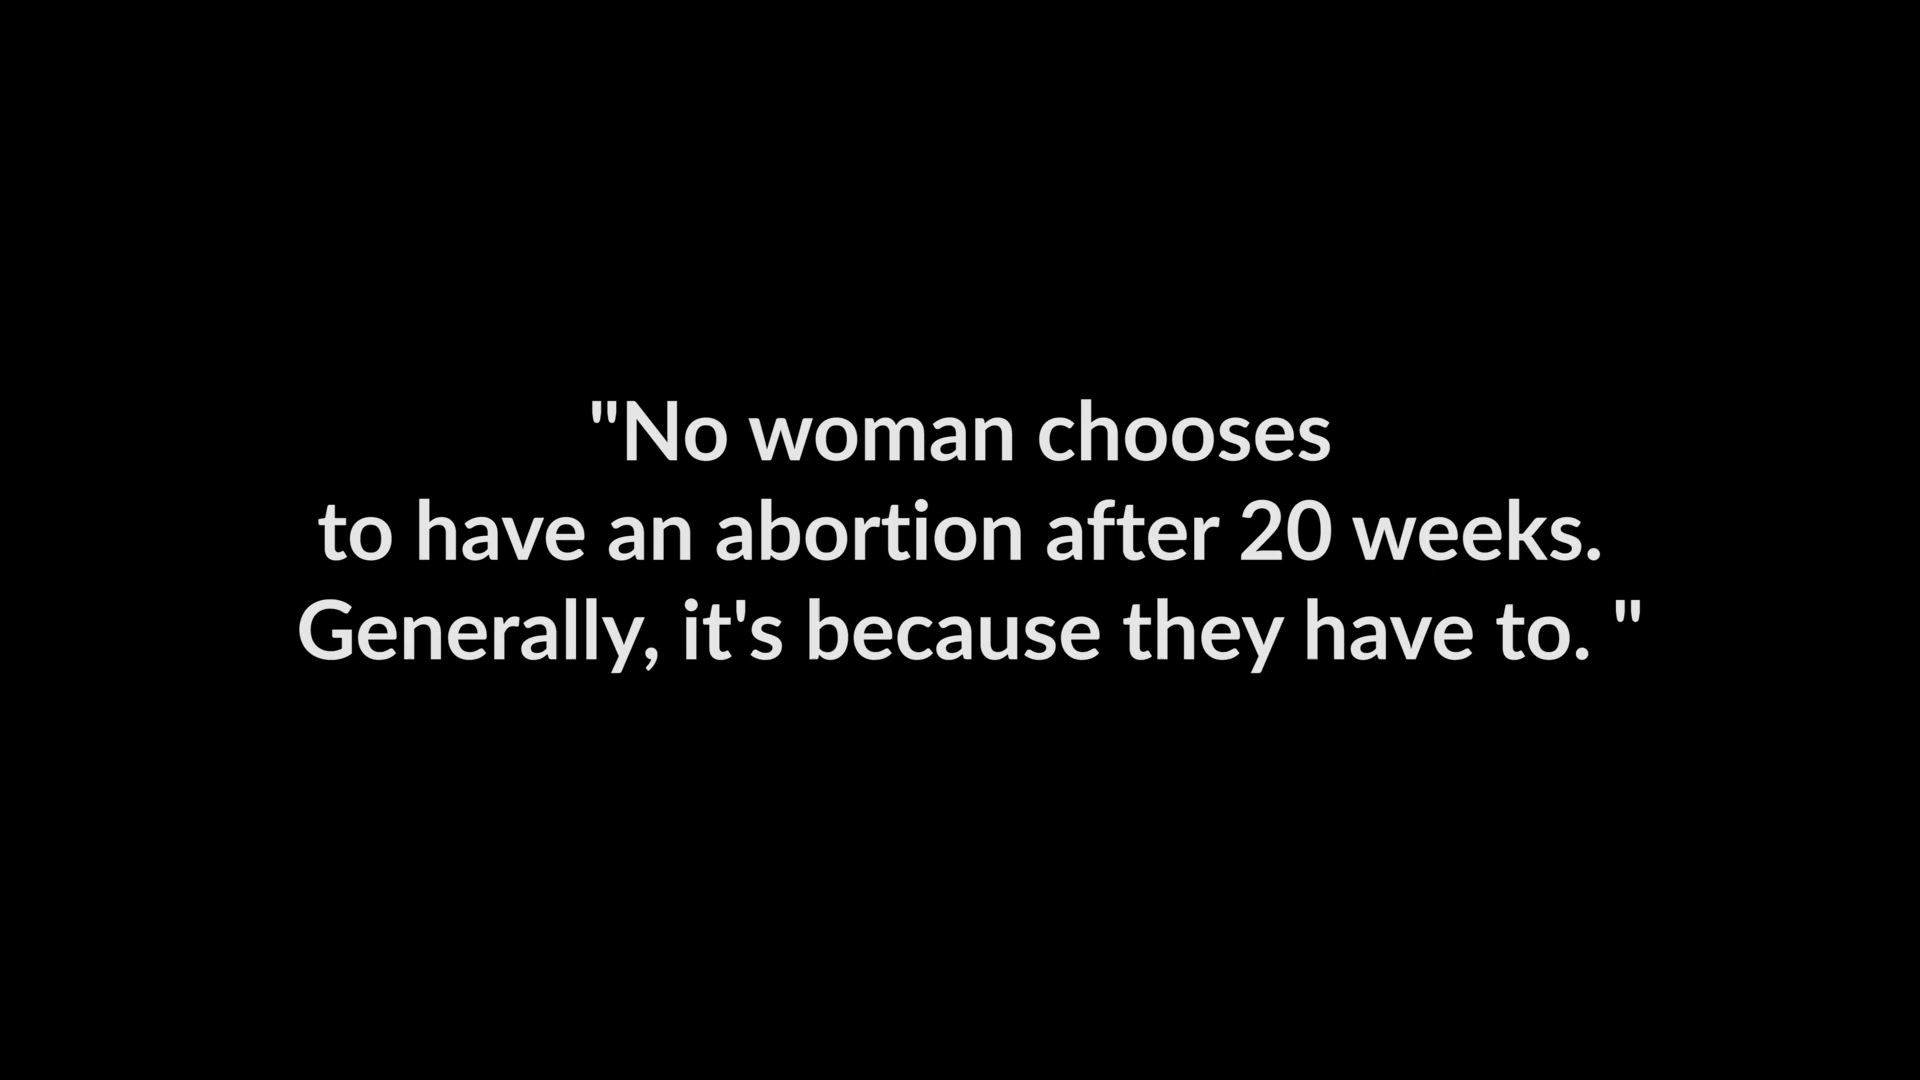 "No woman chooses
to have an abortion after 20 weeks.
Generally, it's because they have to. "